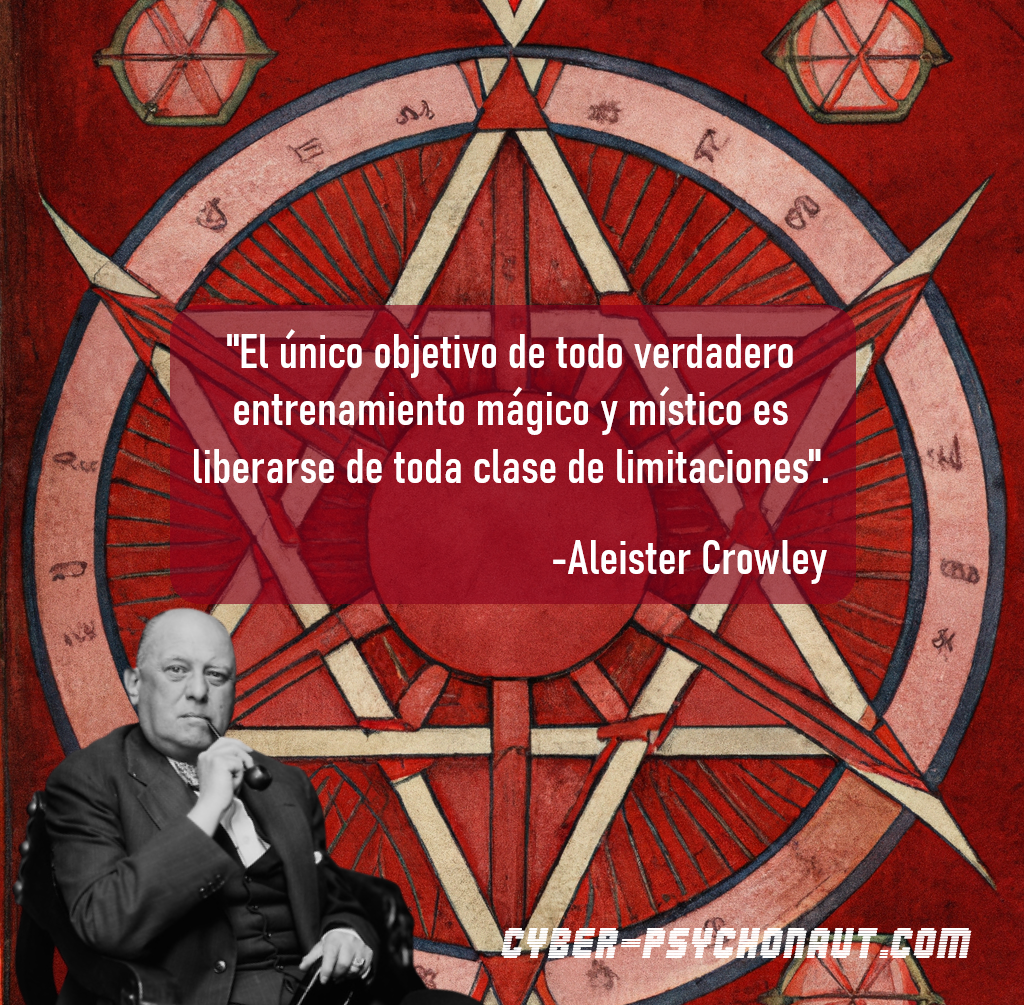 "El único objetivo de todo verdadero
entrenamiento mágico y místico es
liberarse de toda clase de limitaciones".
-Aleister Crowley
CYBER-PSYCHONAUT.COM